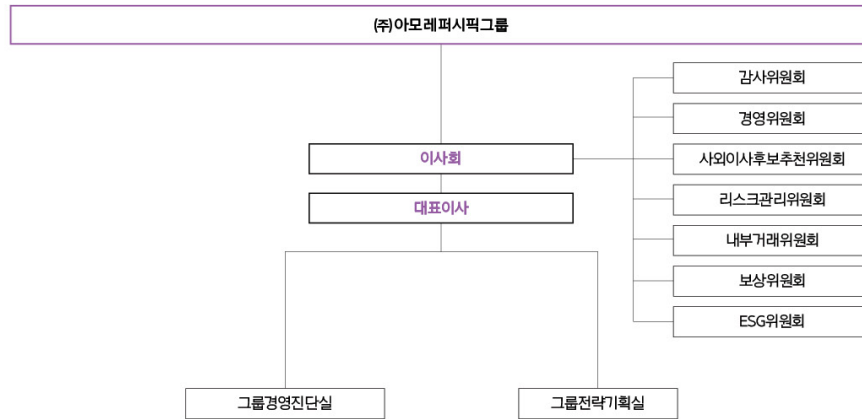 (주)아모레퍼시픽그룹
감사위원회
경영위원회
이사회
사외이사후보추천위원회
대표이사
리스크관리위원회
내부거래위원회
보상위원회
ESG위원회
그룹경영진단실
그룹전략기획실